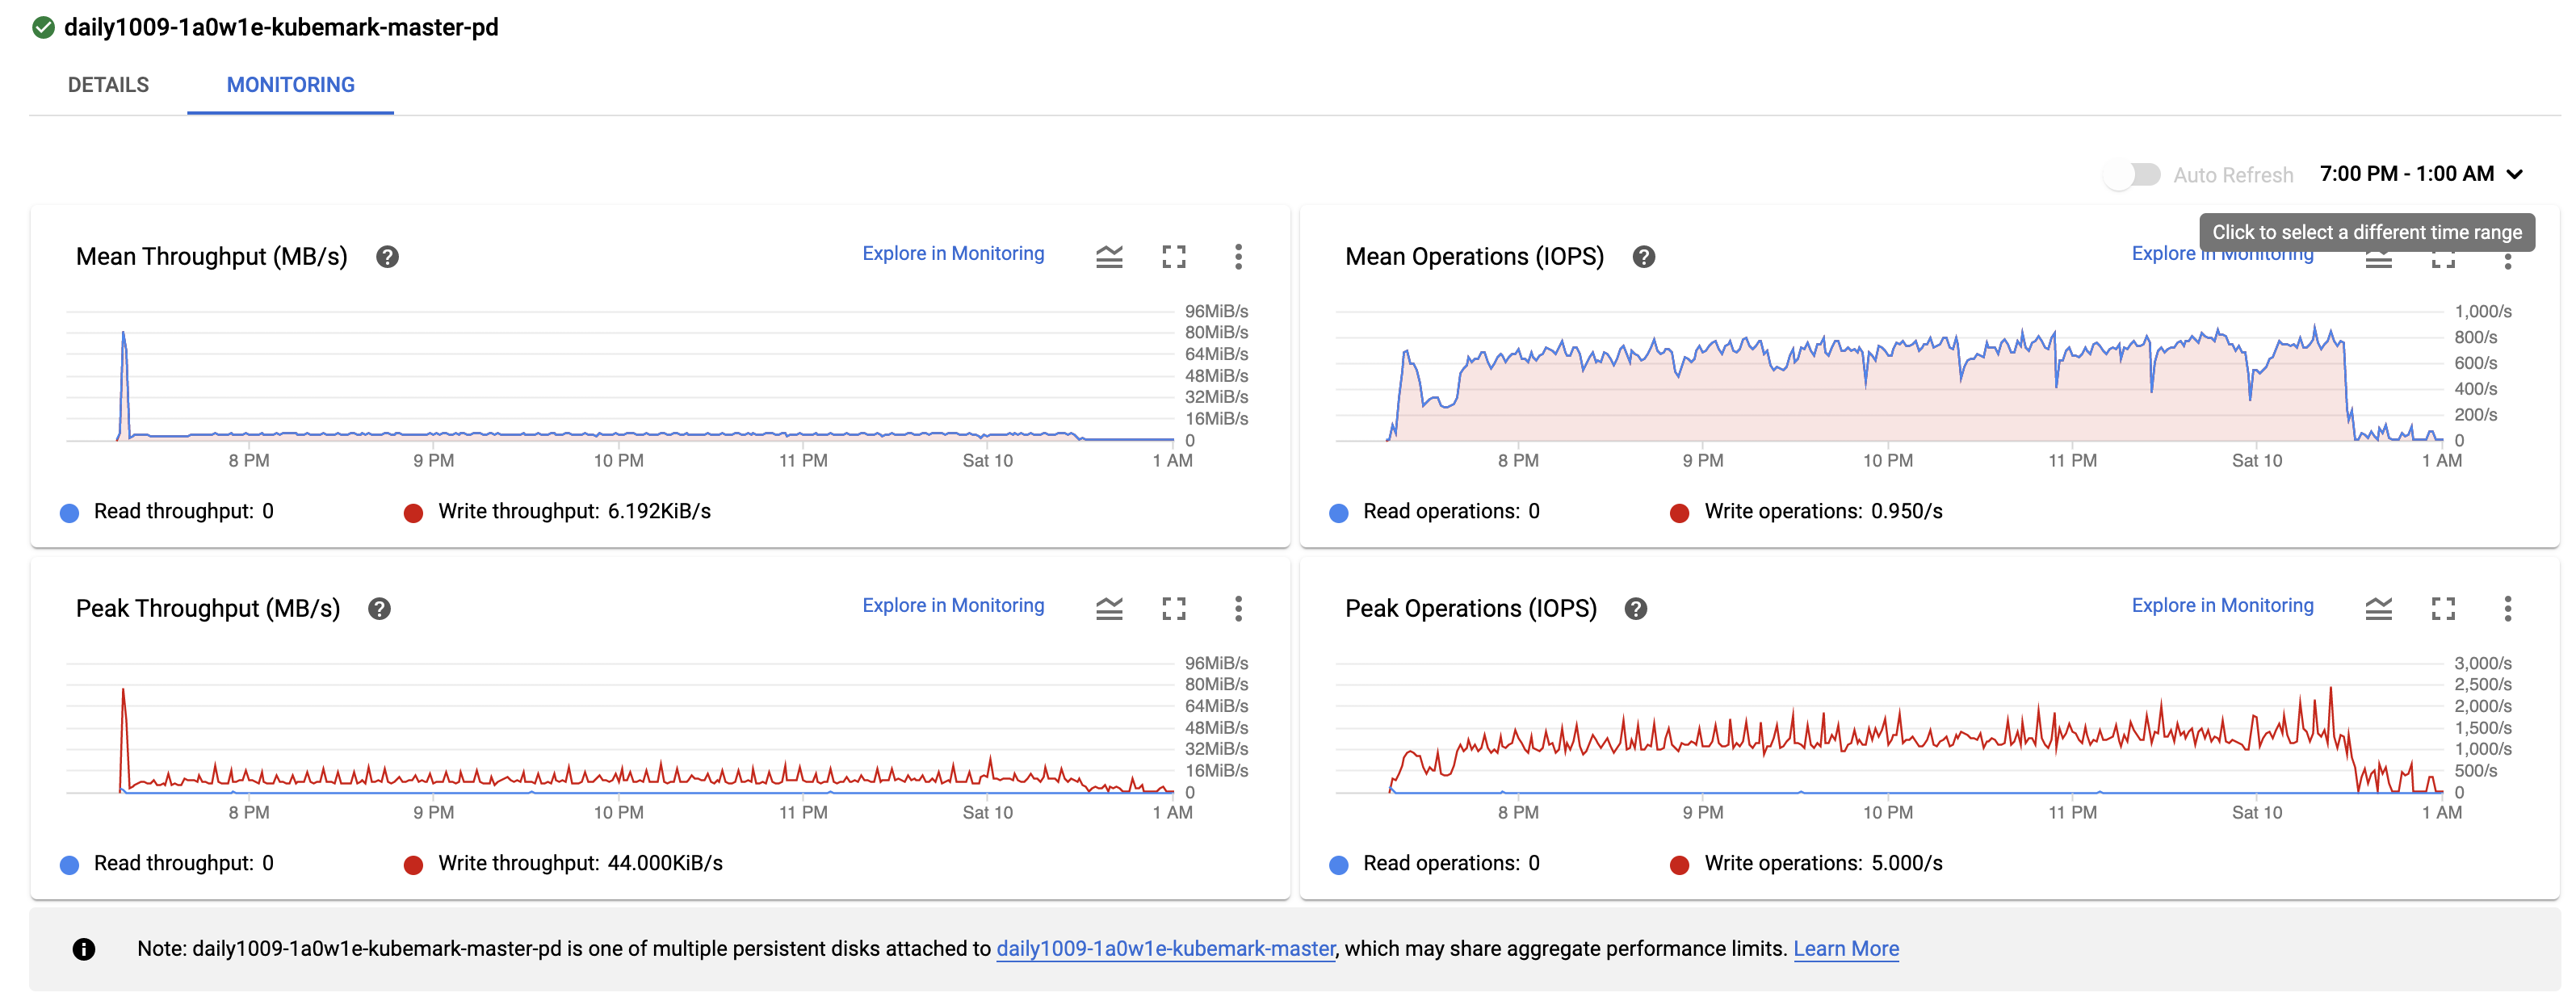 daily1009-1a0w1e-kubemark-master-pd
DETAILS MONITORING
Auto Refresh 7:00 PM - 1:00 AM
Click to select a different time range
Mean Throughput (MB/s) ? Explore in Monitoring
96MiB/s
80MiB/s
64MiB/s
48MiB/s
32MiB/s
16MiB/s
0
8 PM 9 PM 10 PM 11 PM Sat 10 1 AM
Read throughput: 0 Write throughput: 6.192KiB/s
Mean Operations (IOPS) ? Explore in Monitoring
1,000/s
800/s
600/s
400/s
200/s
0
8 PM 9 PM 10 PM 11 PM Sat 10 1 AM
Read operations: 0 Write operations: 0.950/s
Peak Throughput (MB/s) ? Explore in Monitoring
96MiB/s
80MiB/s
64MiB/s
48MiB/s
32MiB/s
16MiB/s
0
8 PM 9 PM 10 PM 11 PM Sat 10 1 AM
Read throughput: 0 Write throughput: 44.000KiB/s
Peak Operations (IOPS) ? Explore in Monitoring
3,000/s
2,500/s
2,000/s
1,500/s
1,000/s
500/s
0
8 PM 9 PM 10 PM 11 PM Sat 10 1 AM
Read operations: 0 Write operations: 5.000/s
Note: daily1009-1a0w1e-kubemark-master-pd is one of multiple persistent disks attached to daily1009-1a0w1e-kubemark-master, which may share aggregate performance limits. Learn More